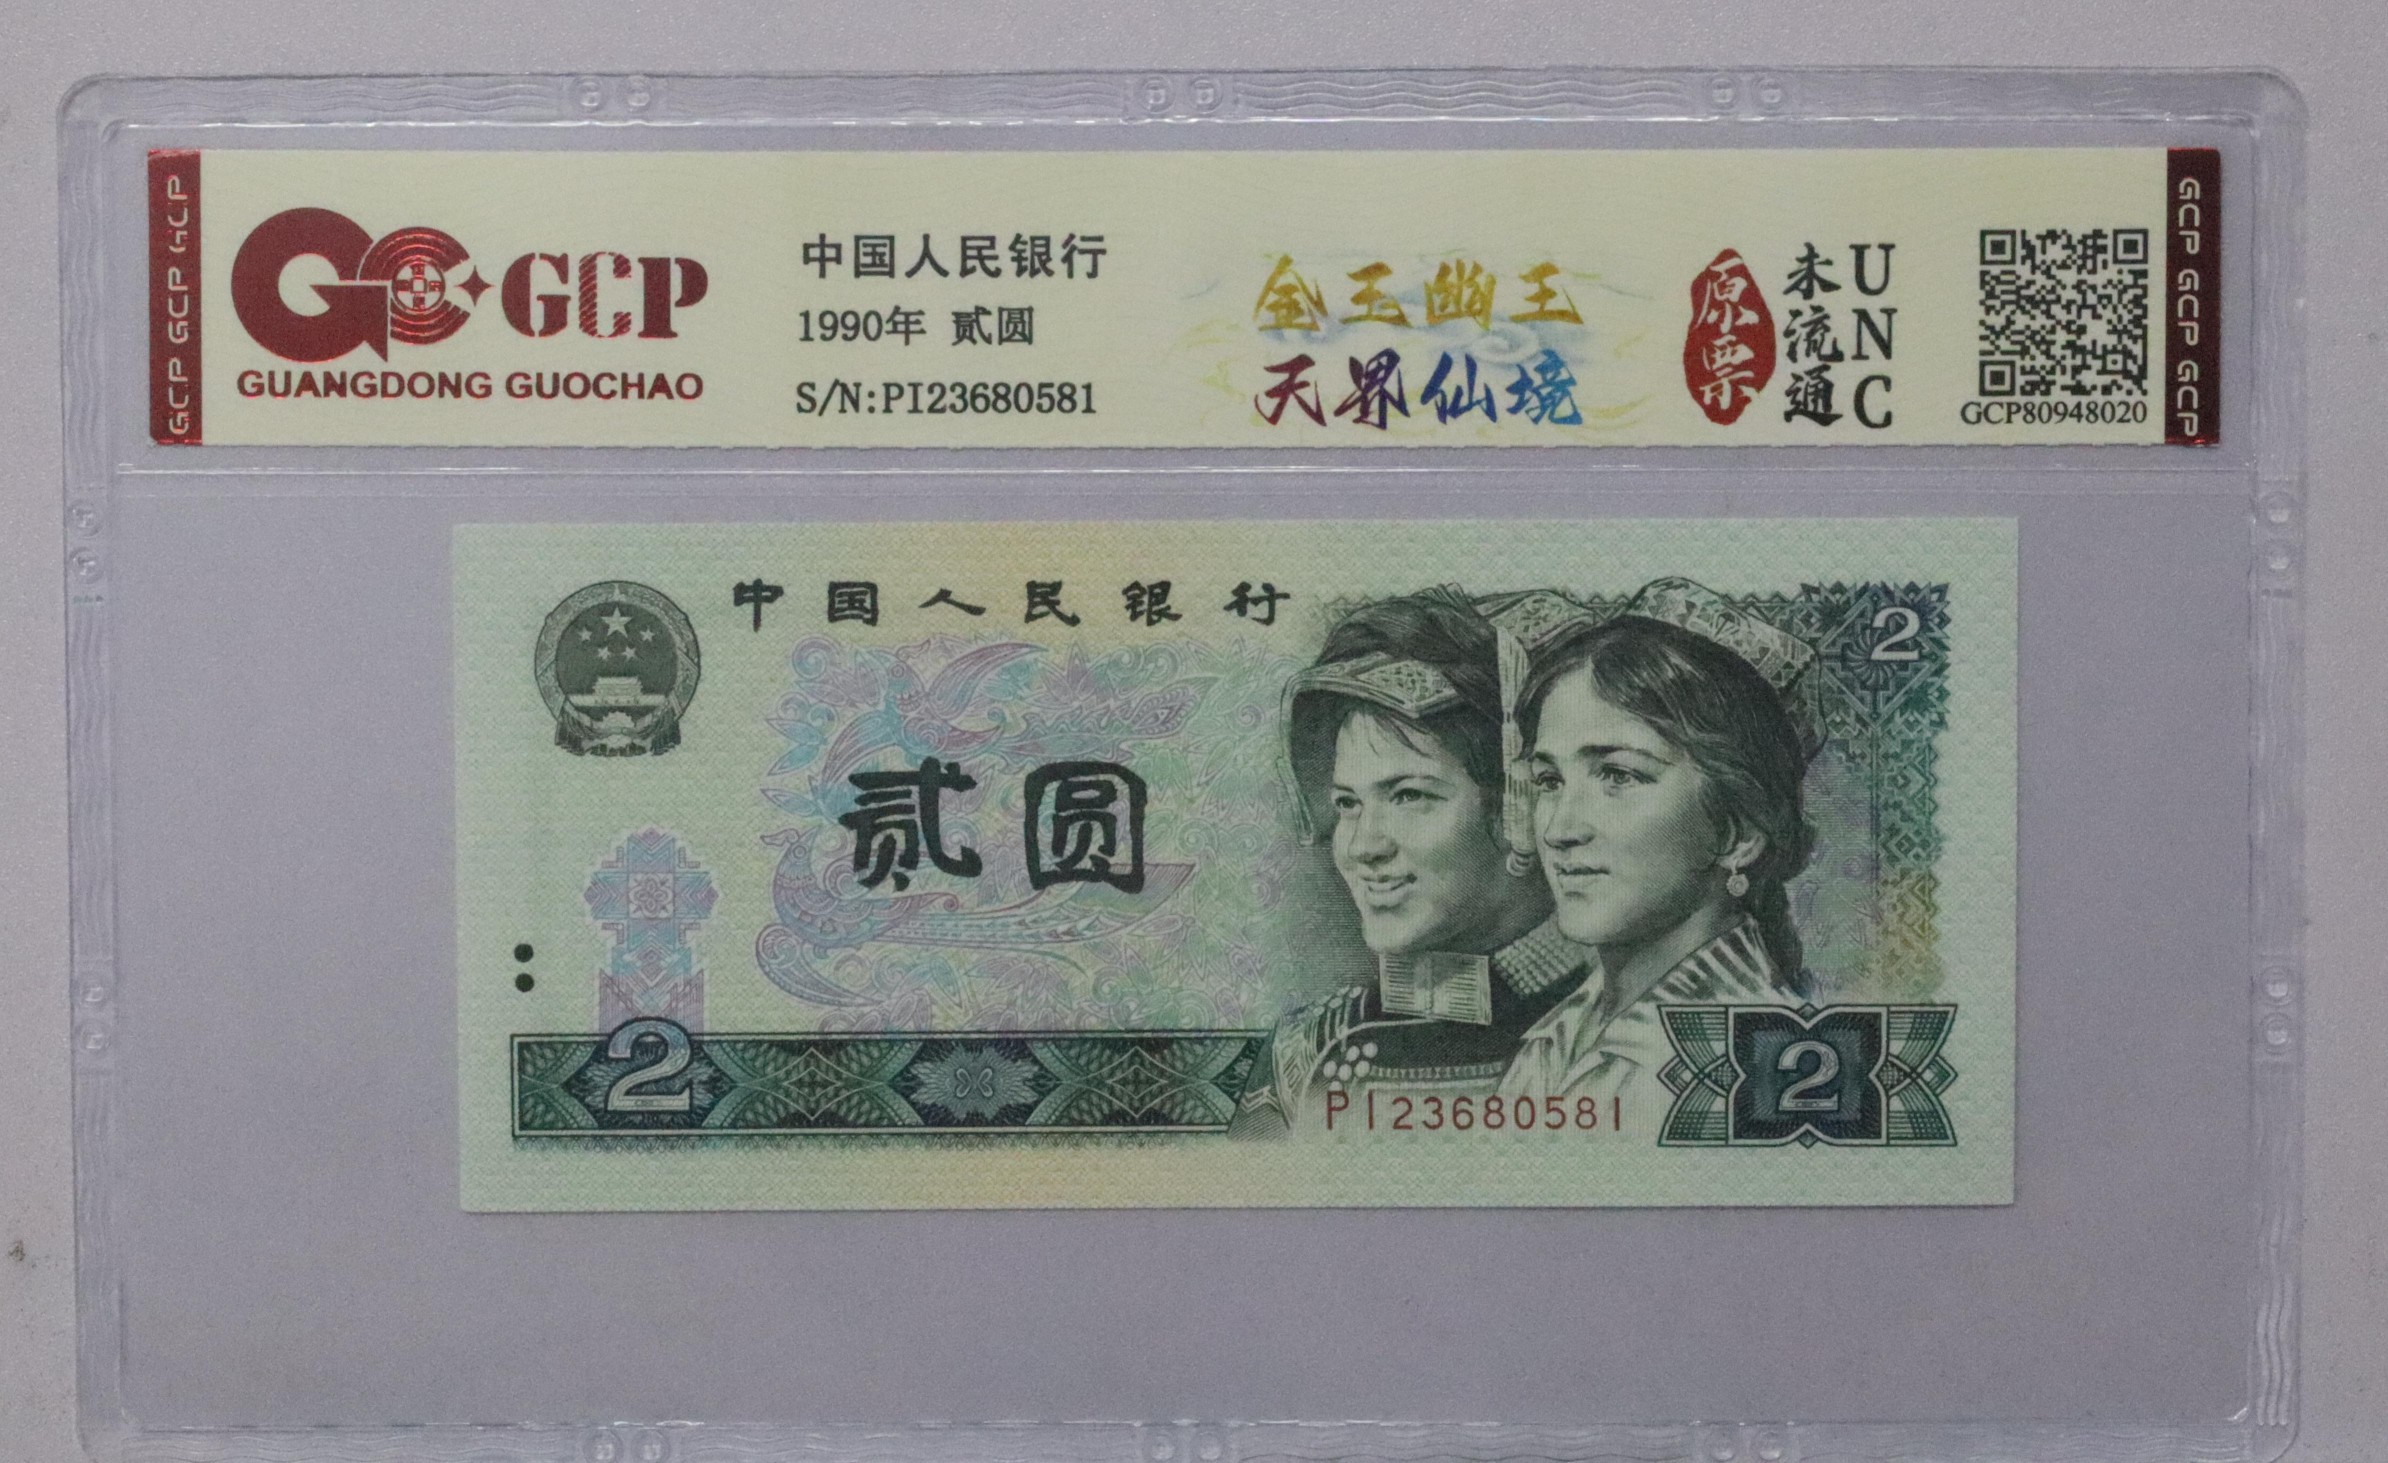 GCP GCP GCP
GCP
GUANGDONG GUOCHAO
中国人民银行
1990年 贰圆
S/N:PI23680581
金玉幽王
天界仙境
原票
未流通
UNC
GCP80948020
GCP GCP GCP
中国人民银行
2
贰圆
2
2
PI23680581